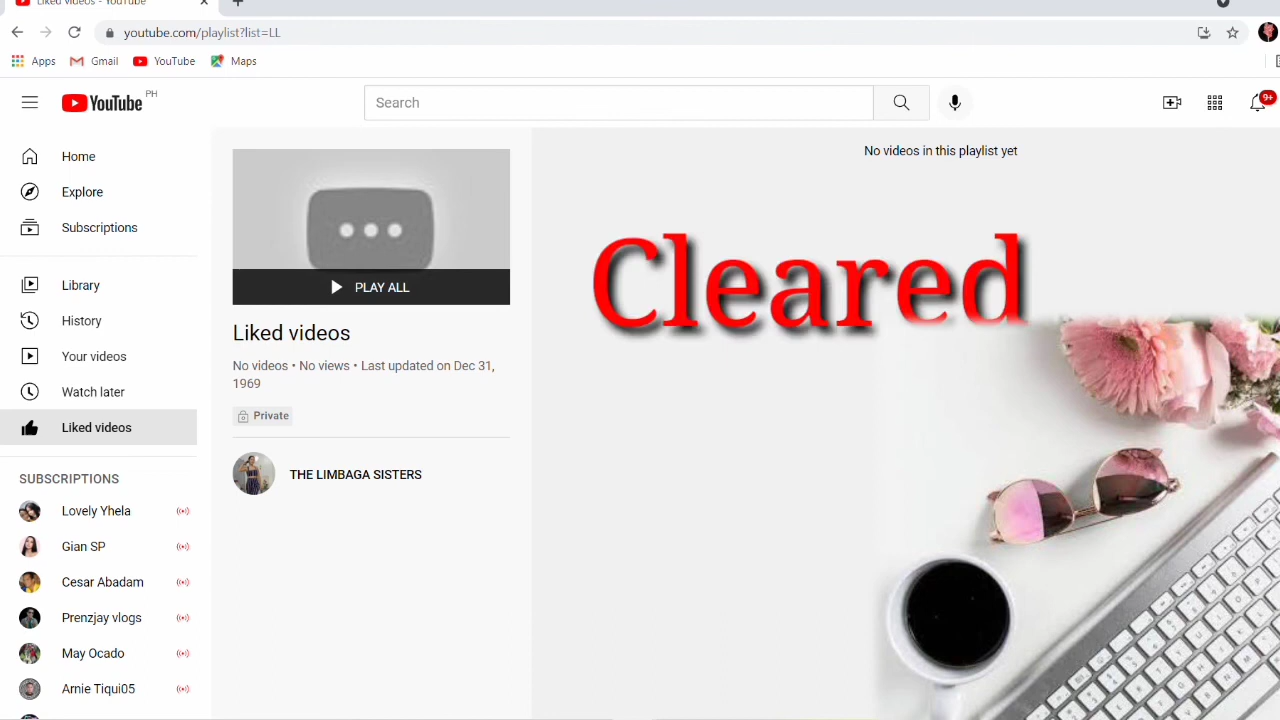 Liked videos - YouTube
youtube.com/playlist?list=LL
Apps
Gmail
YouTube
Maps
YouTube PH
Search
9+
Home
Explore
Subscriptions
Library
History
Your videos
Watch later
Liked videos
SUBSCRIPTIONS
Lovely Yhela
Gian SP
Cesar Abadam
Prenzjay vlogs
May Ocado
Arnie Tiqui05
PLAY ALL
Liked videos
No videos • No views • Last updated on Dec 31,
1969
Private
THE LIMBAGA SISTERS
No videos in this playlist yet
Cleared